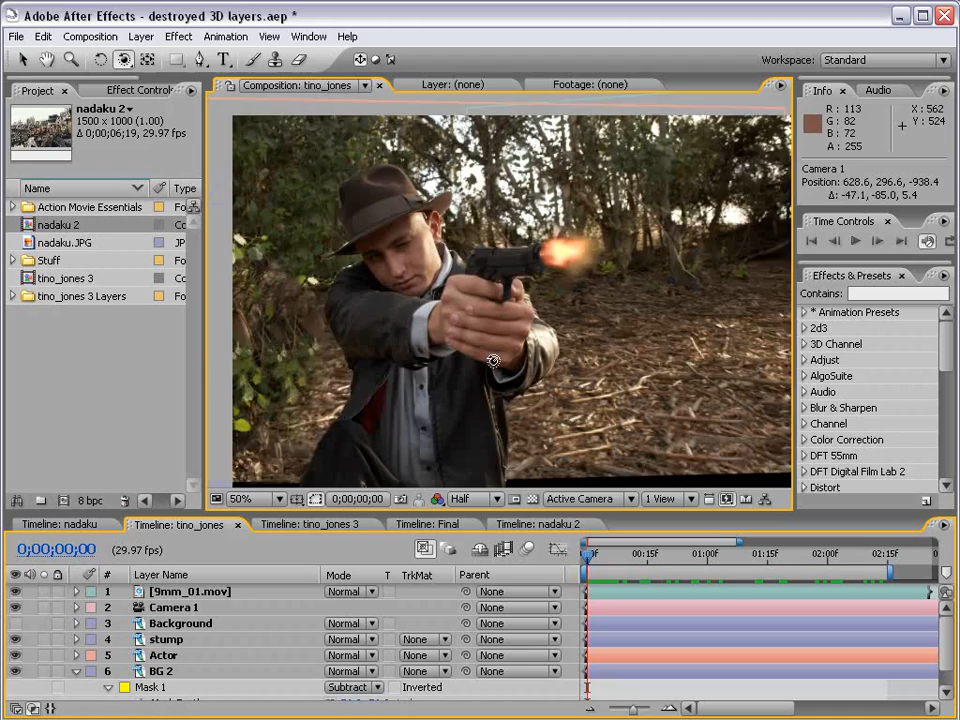 Adobe After Effects - destroyed 3D layers.aep *
File Edit Composition Layer Effect Animation View Window Help
Workspace: Standard
Project × Effect Control
nadaku 2
1500 x 1000 (1.00)
Δ 0;00;06;19, 29.97 fps
Name Type
Action Movie Essentials Fo
nadaku 2 Co
nadaku.JPG JP
Stuff Fo
tino_jones 3 Co
tino_jones 3 Layers Fo
8 bpc
Composition: tino_jones × Layer: (none) Footage: (none)
50% 0;00;00;00 Half Active Camera 1 View
Info × Audio
R : 113 X : 562
G : 82 Y : 524
B : 72
A : 255
Camera 1
Position: 628.6, 296.6, -938.4
Δ: -47.1, -85.0, 5.4
Time Controls ×
Effects & Presets ×
Contains:
* Animation Presets
2d3
3D Channel
Adjust
AlgoSuite
Audio
Blur & Sharpen
Channel
Color Correction
DFT 55mm
DFT Digital Film Lab 2
Distort
Timeline: nadaku Timeline: tino_jones × Timeline: tino_jones 3 Timeline: Final Timeline: nadaku 2
0;00;00;00 (29.97 fps)
00:15f 01:00f 01:15f 02:00f 02:15f
# Layer Name Mode T TrkMat Parent
1 [9mm_01.mov] Normal None
2 Camera 1 None
3 Background Normal None
4 stump Normal None None
5 Actor Normal None None
6 BG 2 Normal None None
Mask 1 Subtract Inverted